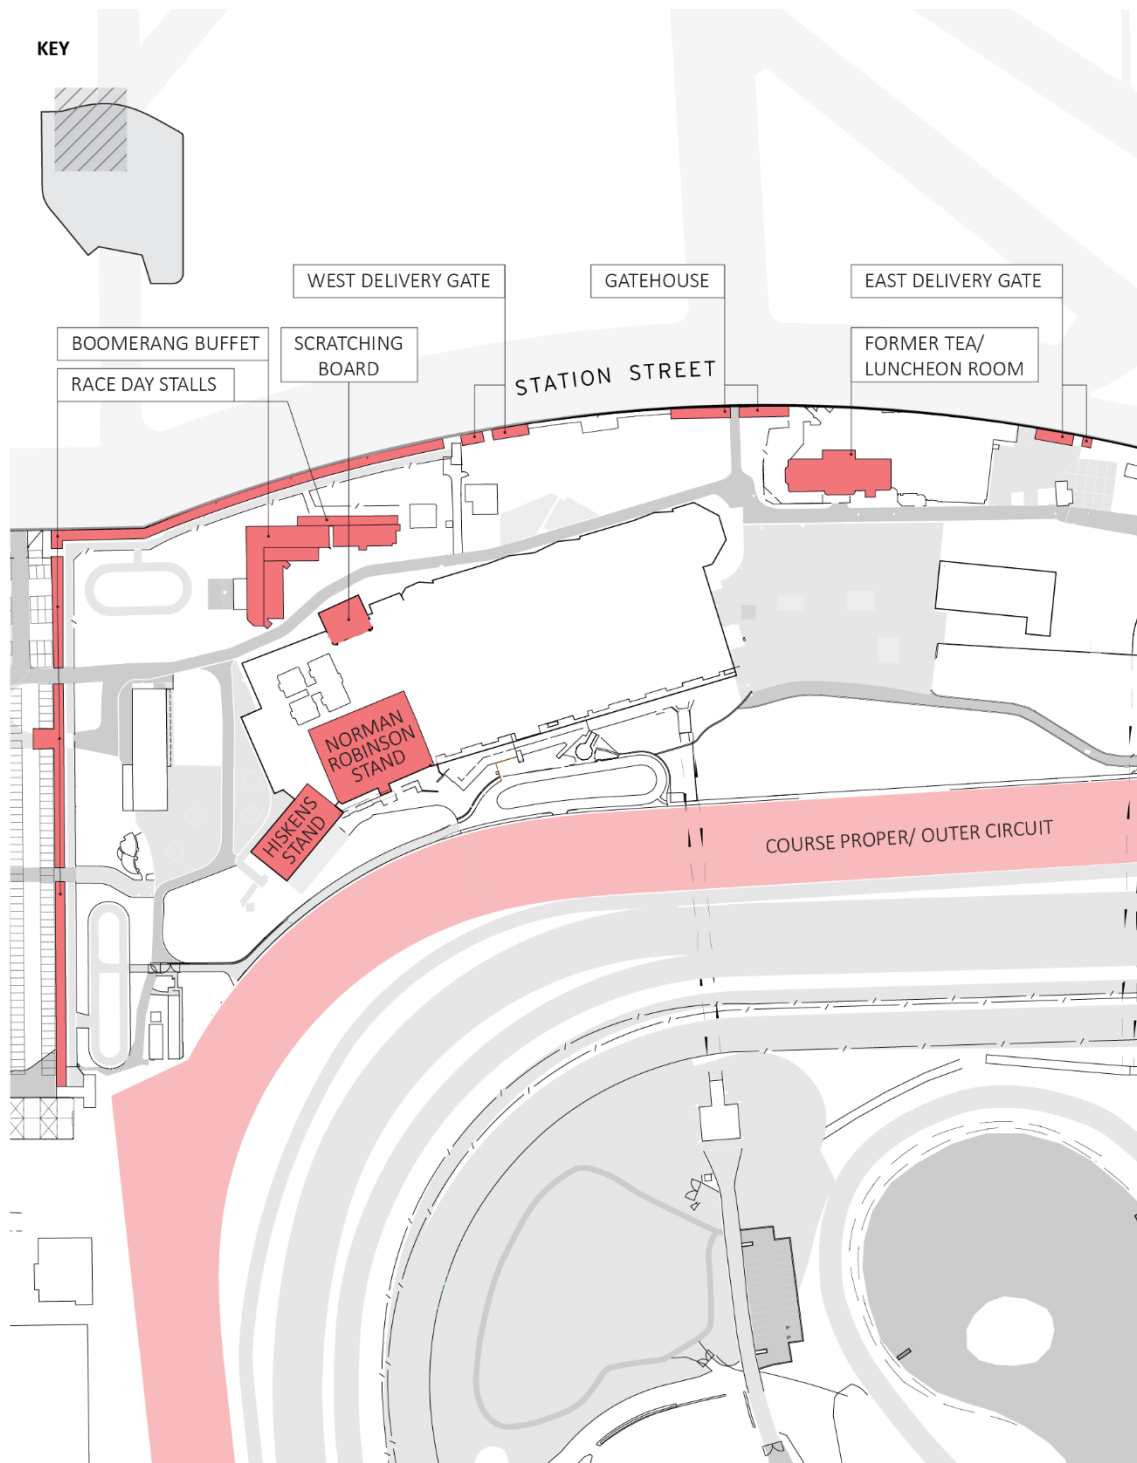 KEY
WEST DELIVERY GATE
GATEHOUSE
EAST DELIVERY GATE
BOOMERANG BUFFET
SCRATCHING
BOARD
FORMER TEA/
LUNCHEON ROOM
RACE DAY STALLS
STATION STREET
NORMAN
ROBINSON
STAND
HISKENS
STAND
COURSE PROPER/ OUTER CIRCUIT